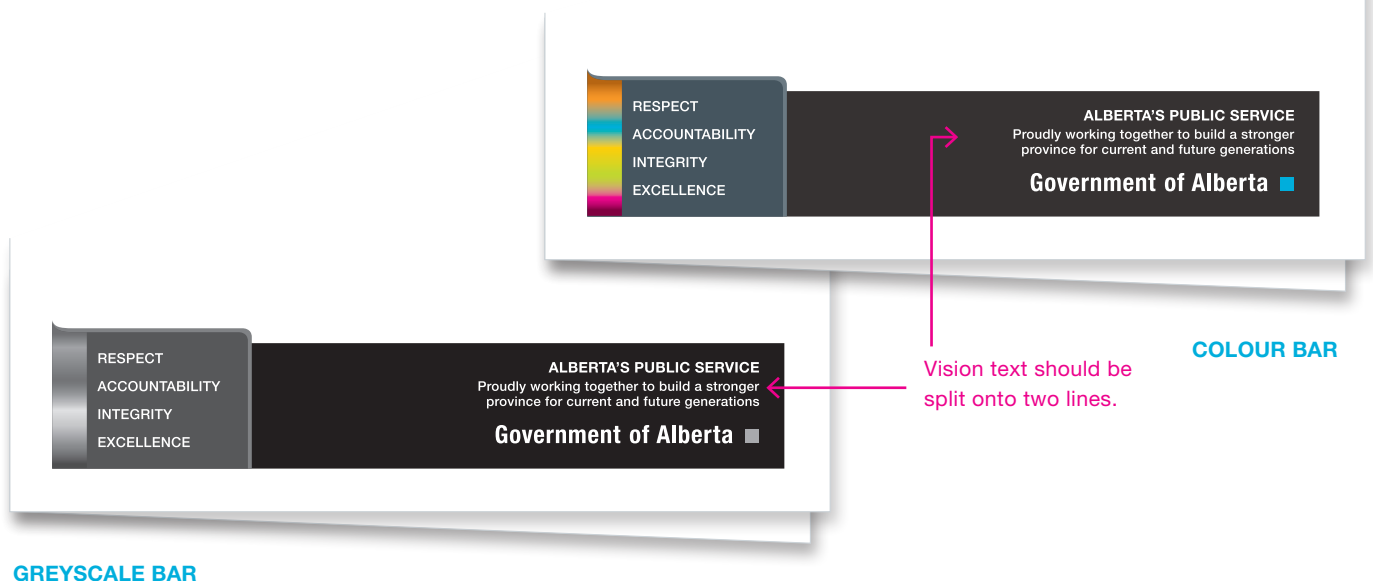 RESPECT
ACCOUNTABILITY
INTEGRITY
EXCELLENCE
ALBERTA'S PUBLIC SERVICE
Proudly working together to build a stronger
province for current and future generations
Government of Alberta
COLOUR BAR
Vision text should be
split onto two lines.
RESPECT
ACCOUNTABILITY
INTEGRITY
EXCELLENCE
ALBERTA'S PUBLIC SERVICE
Proudly working together to build a stronger
province for current and future generations
Government of Alberta
GREYSCALE BAR